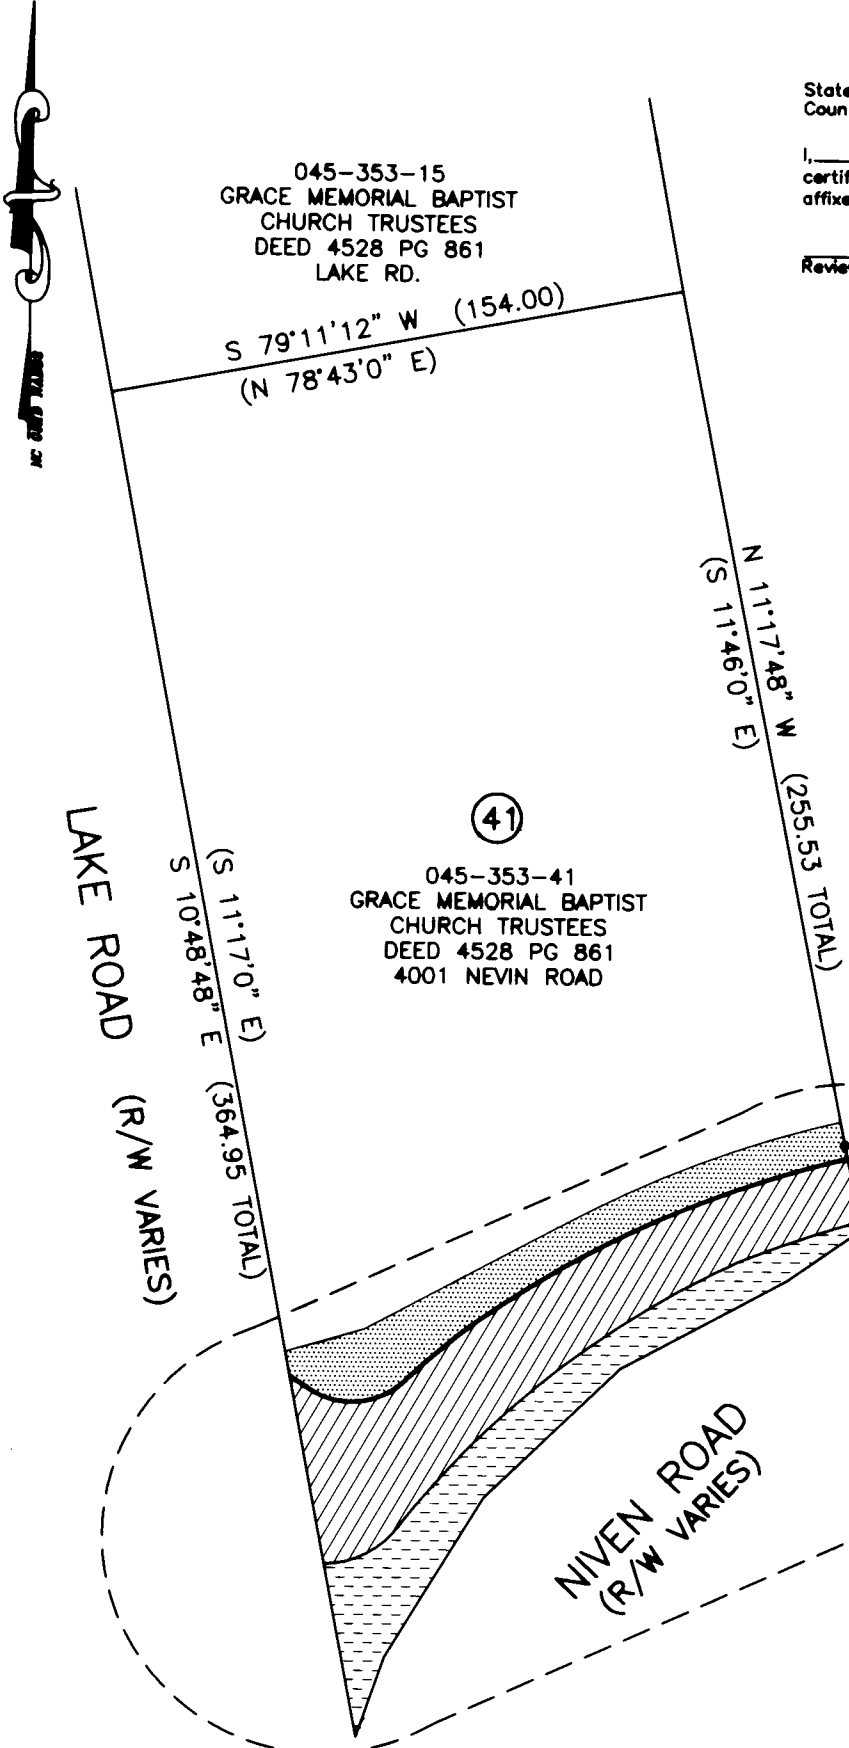 State
Coun
I,
certif
affixe
Review
045-353-15
GRACE MEMORIAL BAPTIST
CHURCH TRUSTEES
DEED 4528 PG 861
LAKE RD.
S 79°11'12" W (154.00)
(N 78°43'0" E)
N 11°17'48" W (255.53 TOTAL)
(S 11°46'0" E)
41
045-353-41
GRACE MEMORIAL BAPTIST
CHURCH TRUSTEES
DEED 4528 PG 861
4001 NEVIN ROAD
(S 11°17'0" E)
S 10°48'48" E (364.95 TOTAL)
LAKE ROAD (R/W VARIES)
NIVEN ROAD
(R/W VARIES)
NC GRID